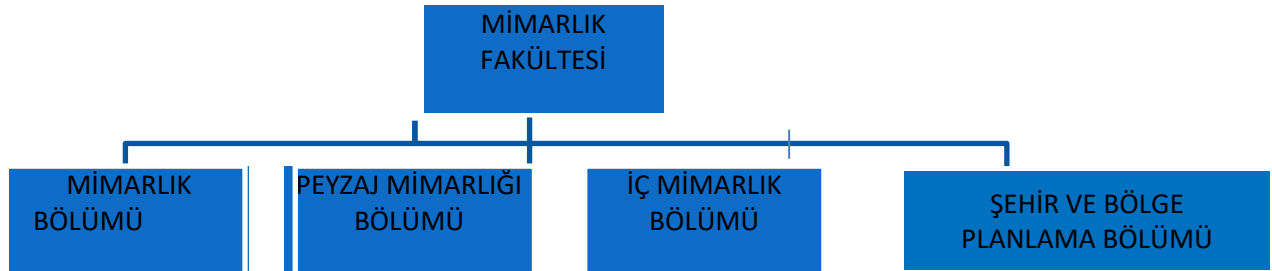 MİMARLIK
FAKÜLTESİ
MİMARLIK
BÖLÜMÜ
PEYZAJ MİMARLIĞI
BÖLÜMÜ
İÇ MİMARLIK
BÖLÜMÜ
ŞEHİR VE BÖLGE
PLANLAMA BÖLÜMÜ